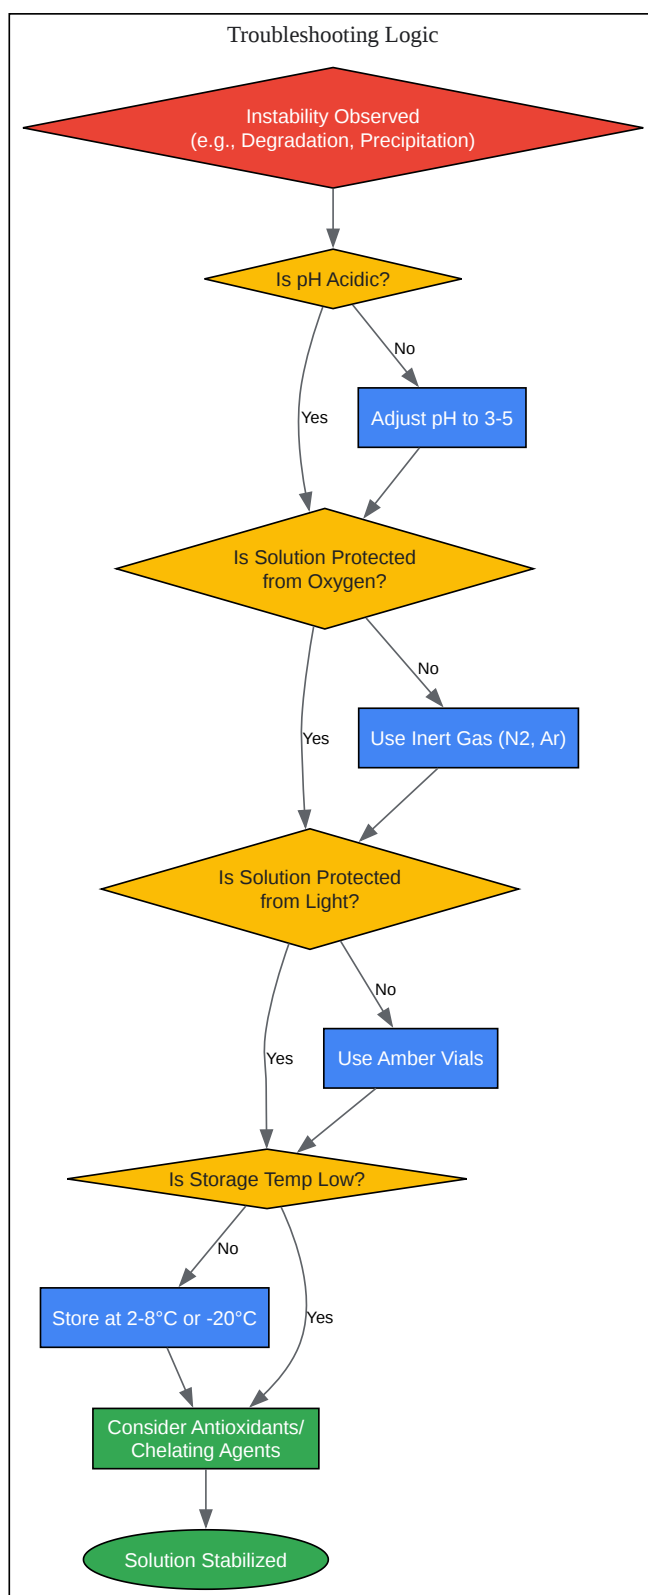 Troubleshooting Logic
Instability Observed
(e.g., Degradation, Precipitation)
Is pH Acidic?
No
Yes
Adjust pH to 3-5
Is Solution Protected
from Oxygen?
No
Yes
Use Inert Gas (N2, Ar)
Is Solution Protected
from Light?
No
Yes
Use Amber Vials
Is Storage Temp Low?
No
Store at 2-8°C or -20°C
Yes
Consider Antioxidants/
Chelating Agents
Solution Stabilized